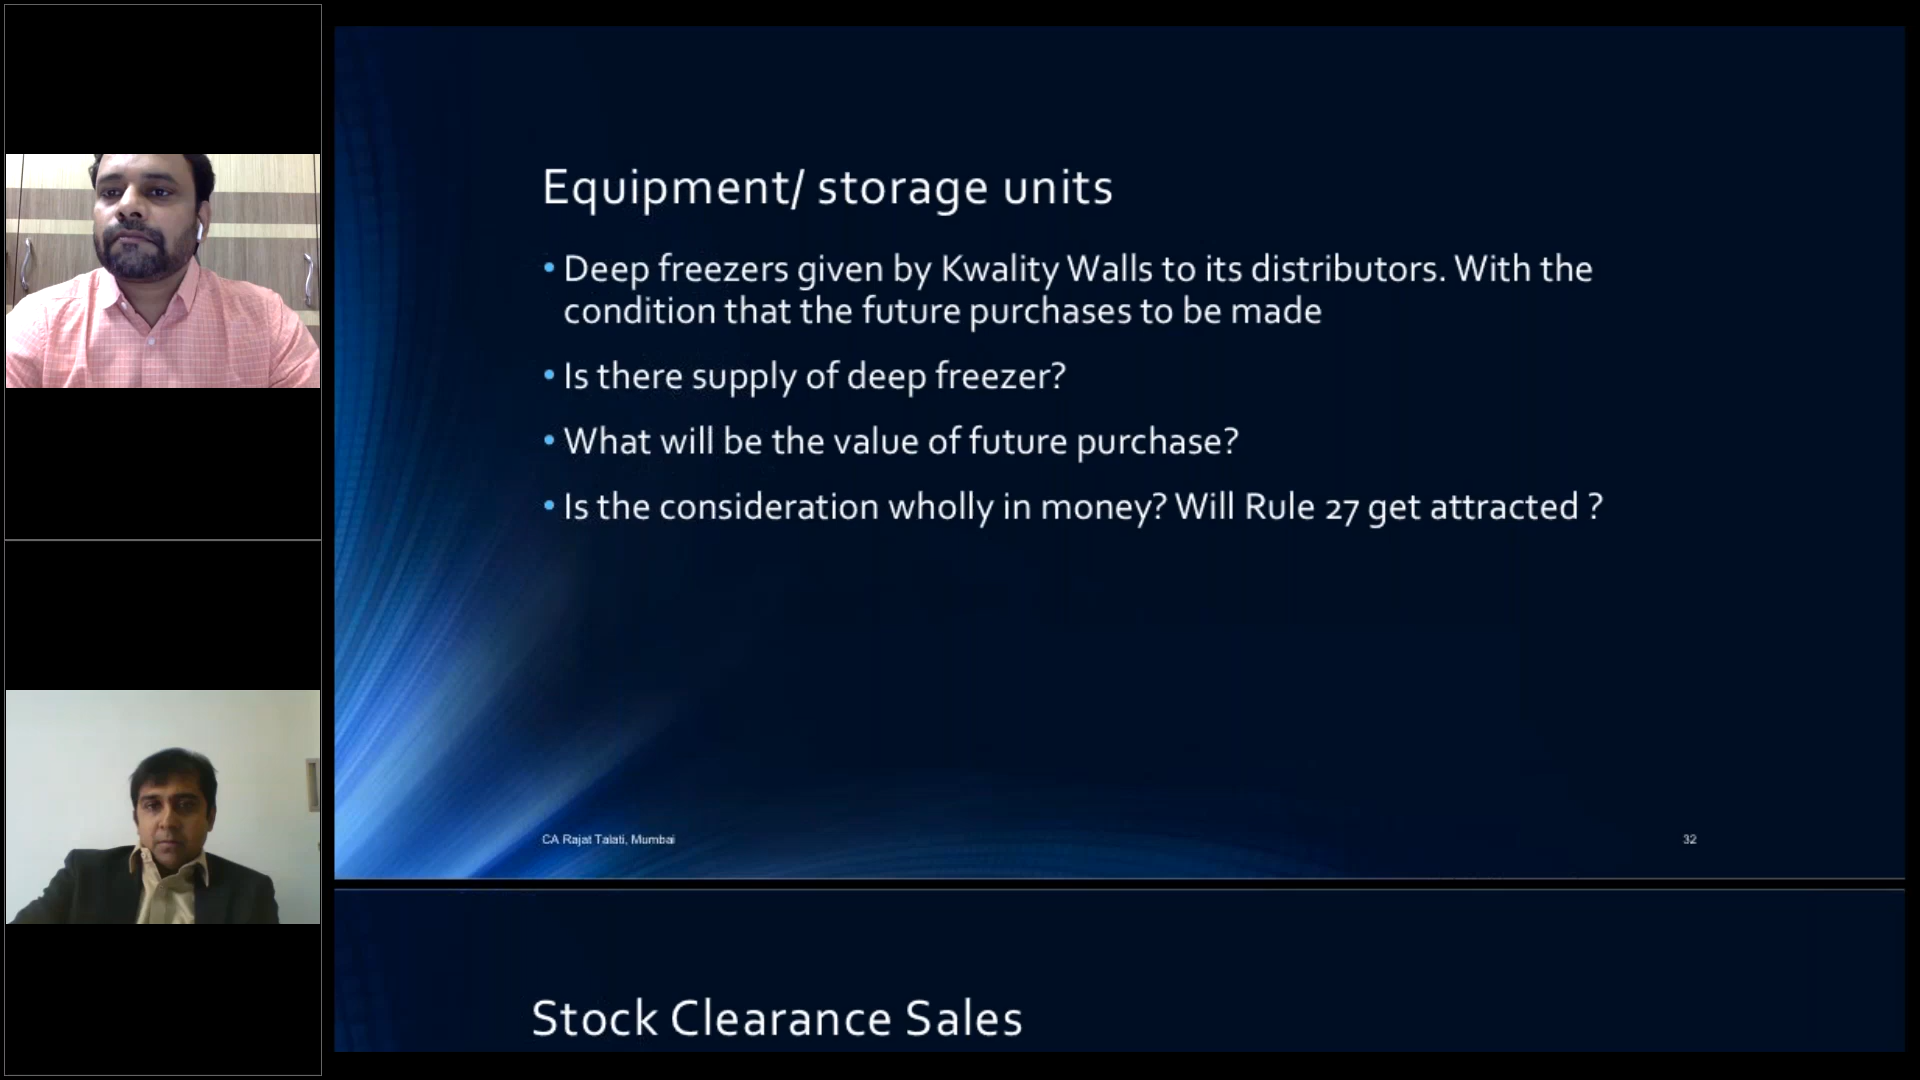 Equipment/ storage units
• Deep freezers given by Kwality Walls to its distributors. With the
condition that the future purchases to be made
• Is there supply of deep freezer?
• What will be the value of future purchase?
• Is the consideration wholly in money? Will Rule 27 get attracted ?
CA Rajat Talati, Mumbai
32
Stock Clearance Sales